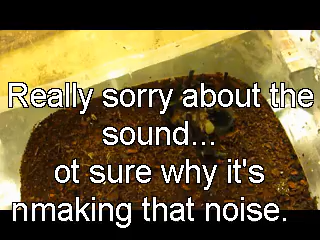 Really sorry about the
sound...
ot sure why it's
nmaking that noise.